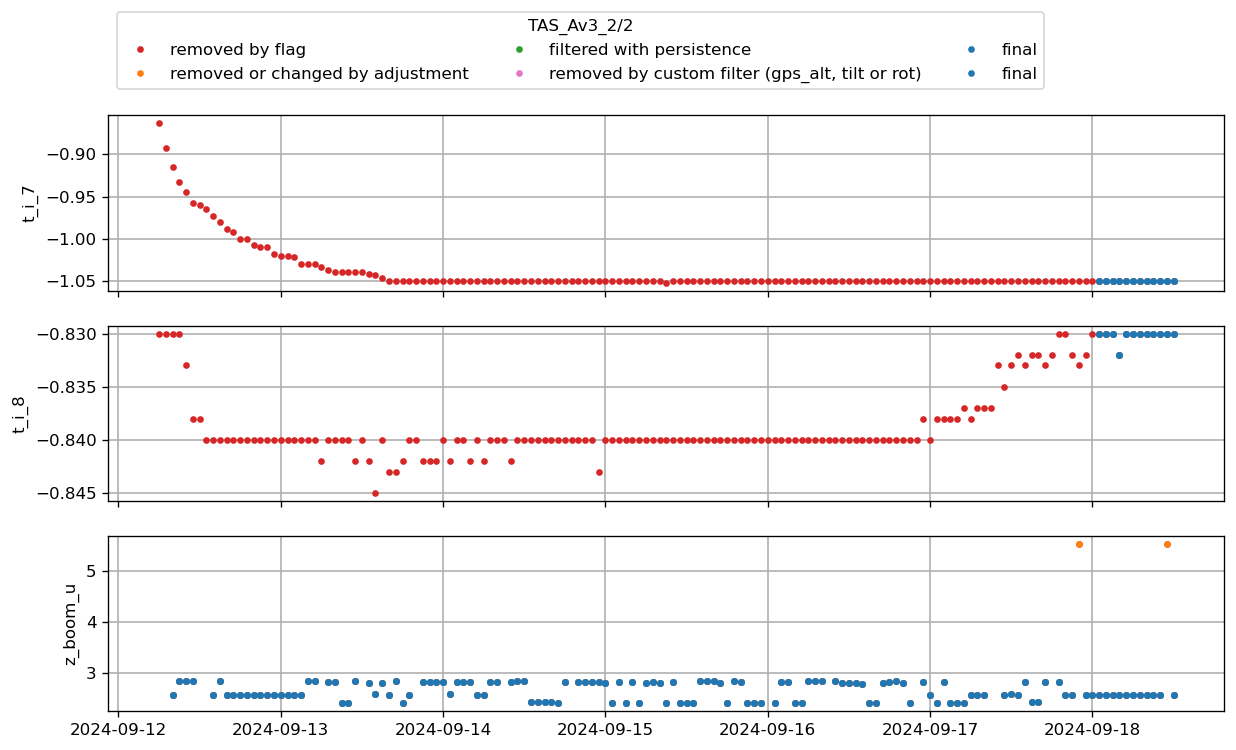 TAS_Av3_2/2
removed by flag
filtered with persistence
final
removed or changed by adjustment
removed by custom filter (gps_alt, tilt or rot)
final
t_i_7
−0.90
−0.95
−1.00
−1.05
t_i_8
−0.830
−0.835
−0.840
−0.845
z_boom_u
5
4
3
2024-09-12
2024-09-13
2024-09-14
2024-09-15
2024-09-16
2024-09-17
2024-09-18